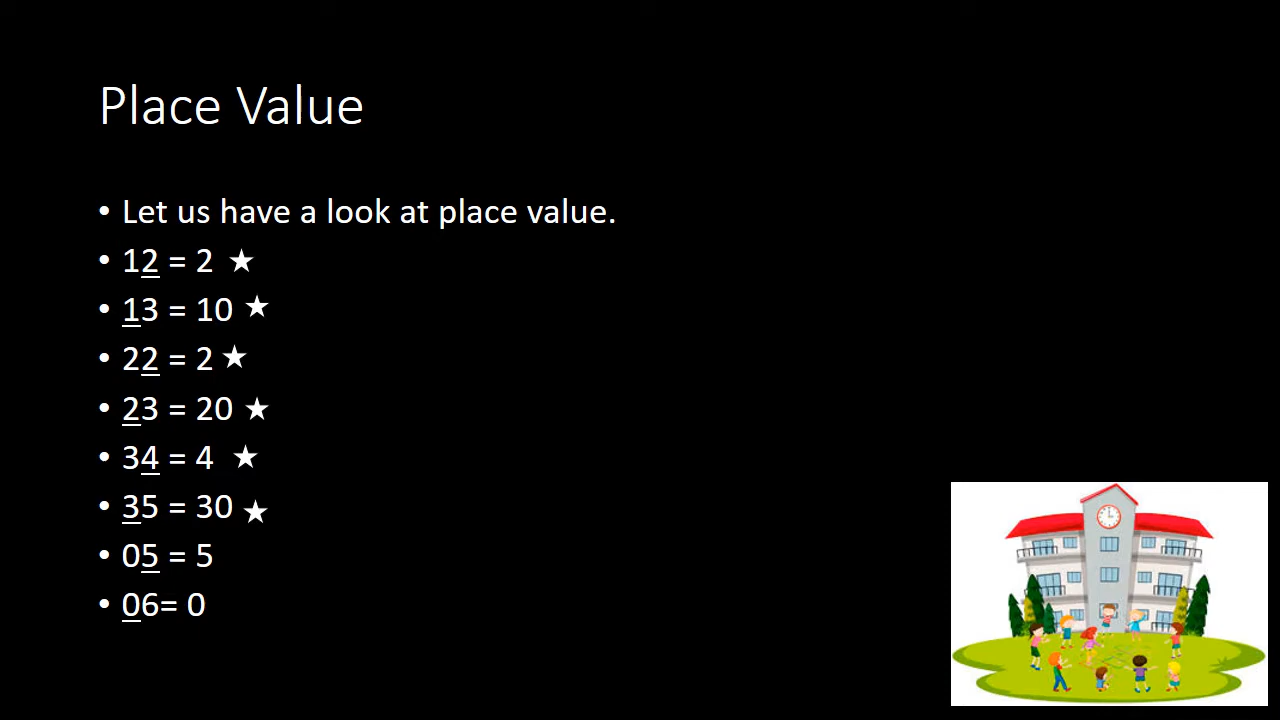 Place Value
• Let us have a look at place value.
• 12 = 2 ★
• 13 = 10 ★
• 22 = 2 ★
• 23 = 20 ★
• 34 = 4 ★
• 35 = 30 ★
• 05 = 5
• 06= 0